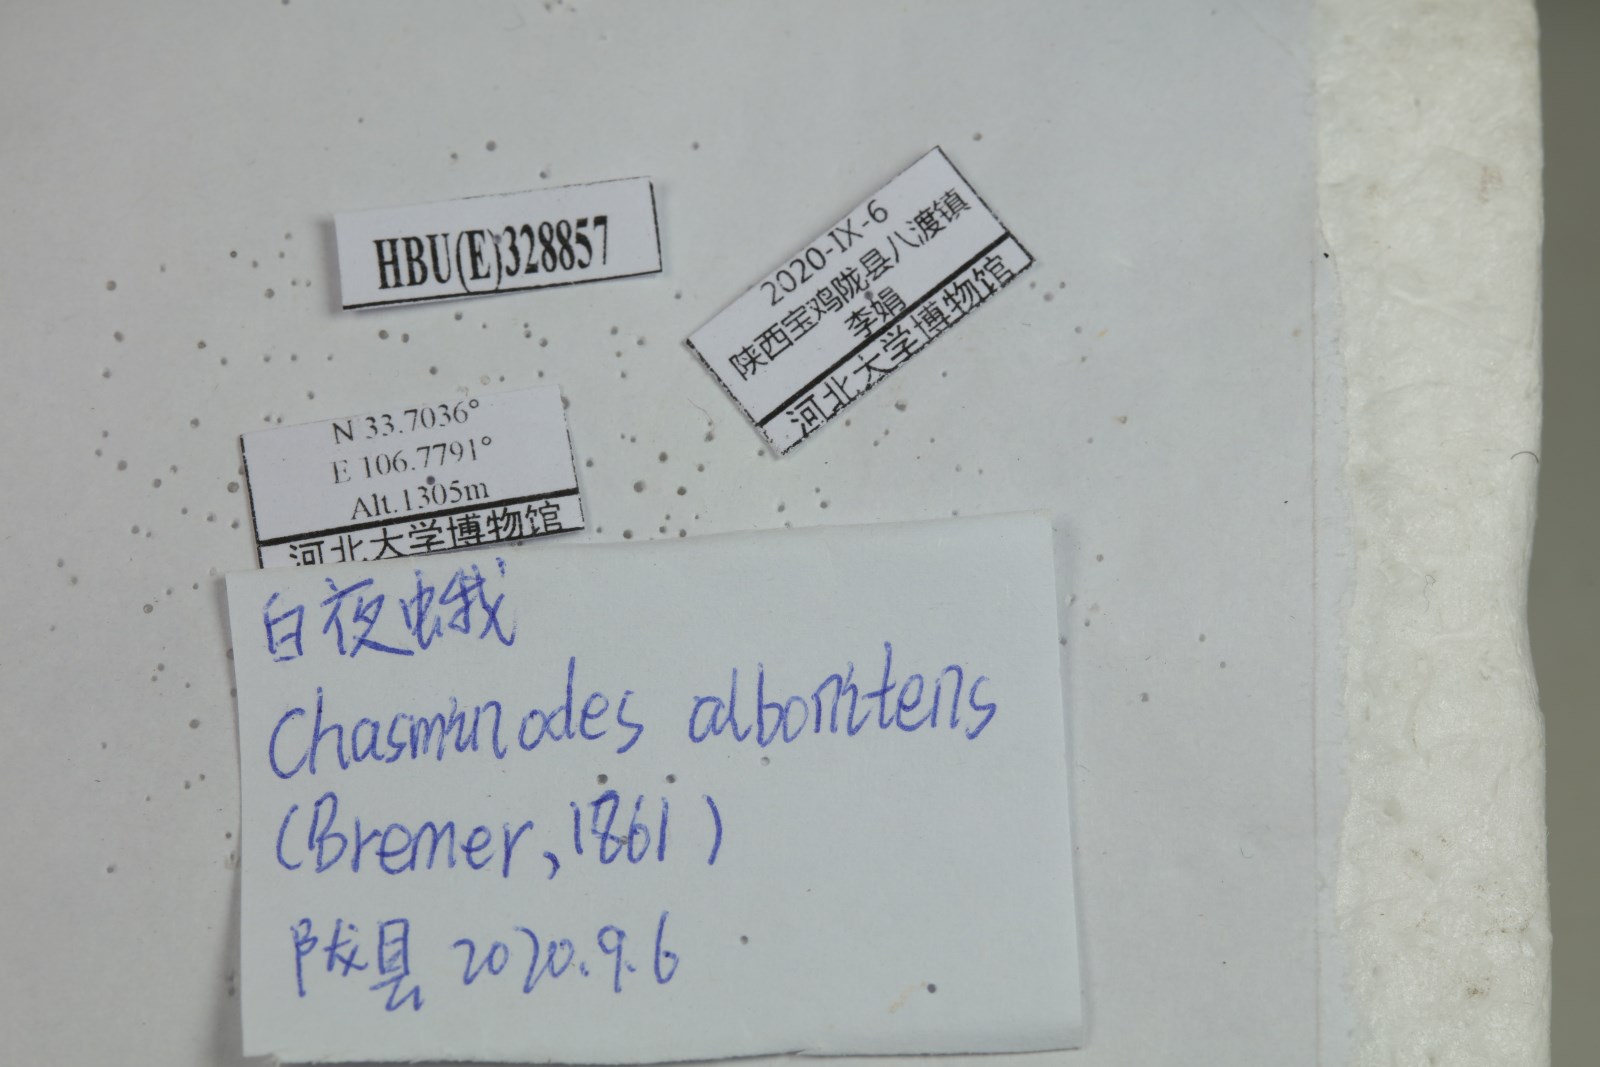 HBU(E)328857
2020-IX-6
陕西宝鸡陇县八渡镇
李娟
河北大学博物馆
N 33.7036°
E 106.7791°
Alt.1305m
河北大学博物馆
白夜蛾
Chasminodes albonitens
(Bremer,1861)
陇县 2020.9.6